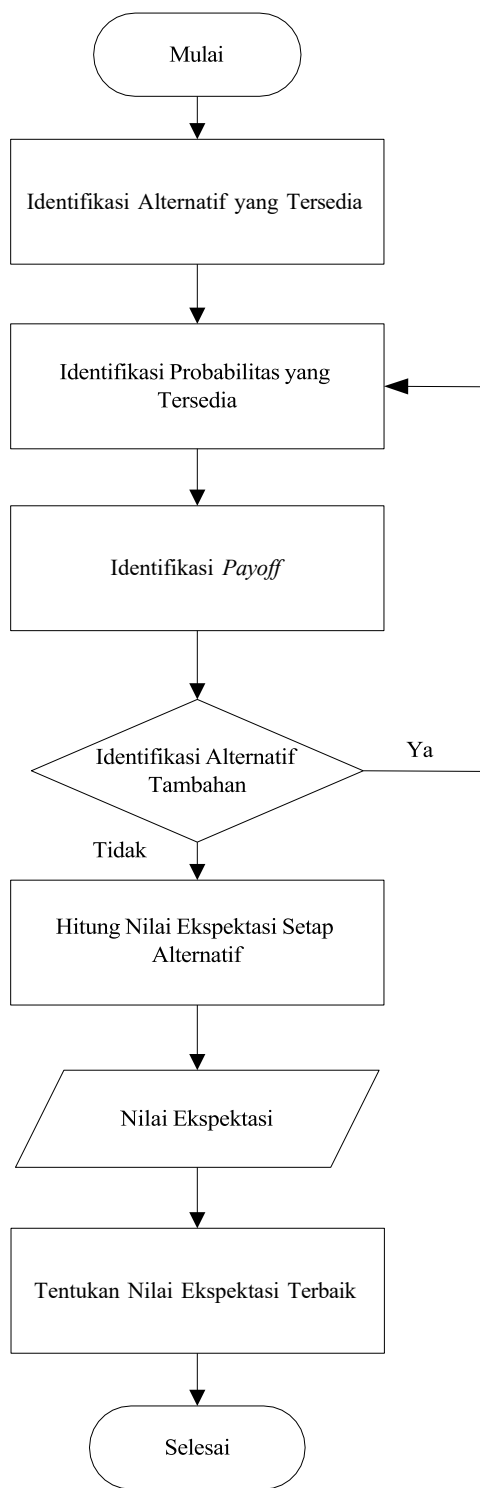 Mulai
Identifikasi Alternatif yang Tersedia
Identifikasi Probabilitas yang
Tersedia
Identifikasi Payoff
Identifikasi Alternatif
Tambahan
Ya
Tidak
Hitung Nilai Ekspektasi Setap
Alternatif
Nilai Ekspektasi
Tentukan Nilai Ekspektasi Terbaik
Selesai